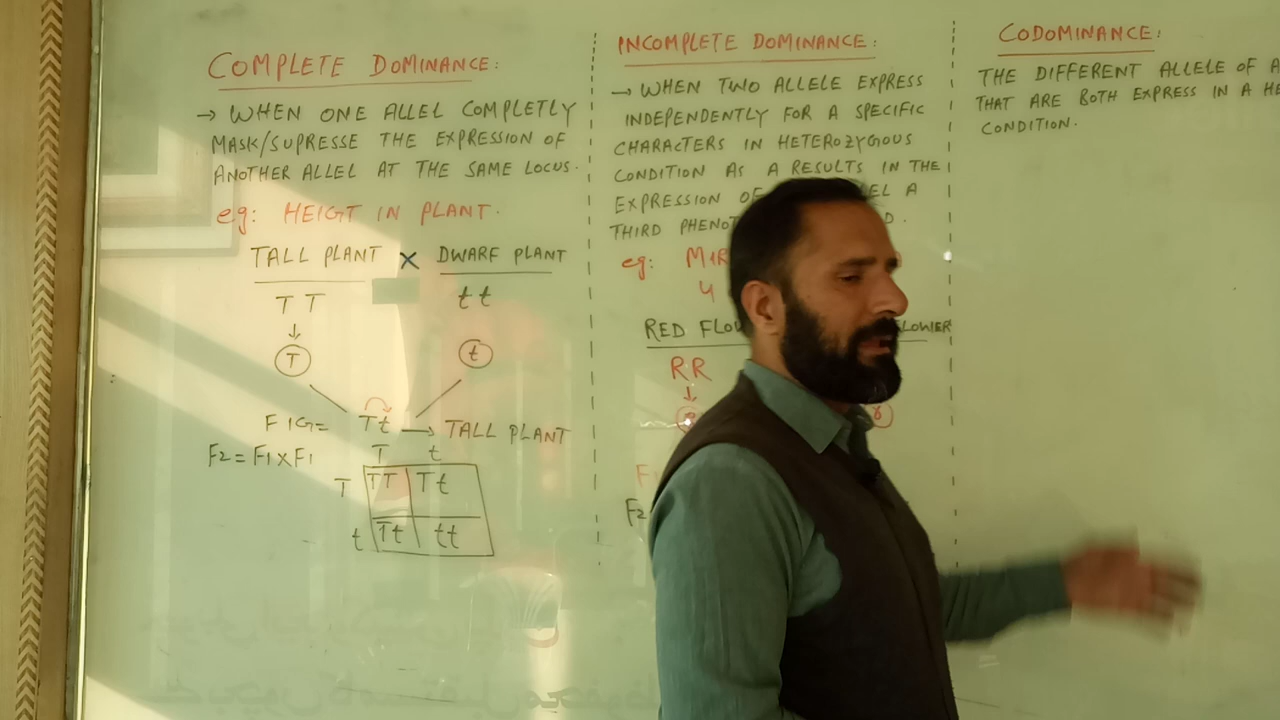 COMPLETE DOMINANCE:
→ WHEN ONE ALLEL COMPLETLY
MASK/SUPRESSE THE EXPRESSION OF
ANOTHER ALLEL AT THE SAME LOCUS.
eg: HEIGT IN PLANT.
TALL PLANT × DWARF PLANT
TT tt
↓
T t
F1G= Tt → TALL PLANT
F2=F1×F1
T t
T TT Tt
t Tt tt
INCOMPLETE DOMINANCE:
→ WHEN TWO ALLELE EXPRESS
INDEPENDENTLY FOR A SPECIFIC
CHARACTERS IN HETEROZYGOUS
CONDITION AS A RESULTS IN THE
EXPRESSION A
THIRD
eg:
RED FLOWER
RR
↓
F2
CODOMINANCE:
THE DIFFERENT ALLELE OF A
THAT ARE BOTH EXPRESS IN A
CONDITION.